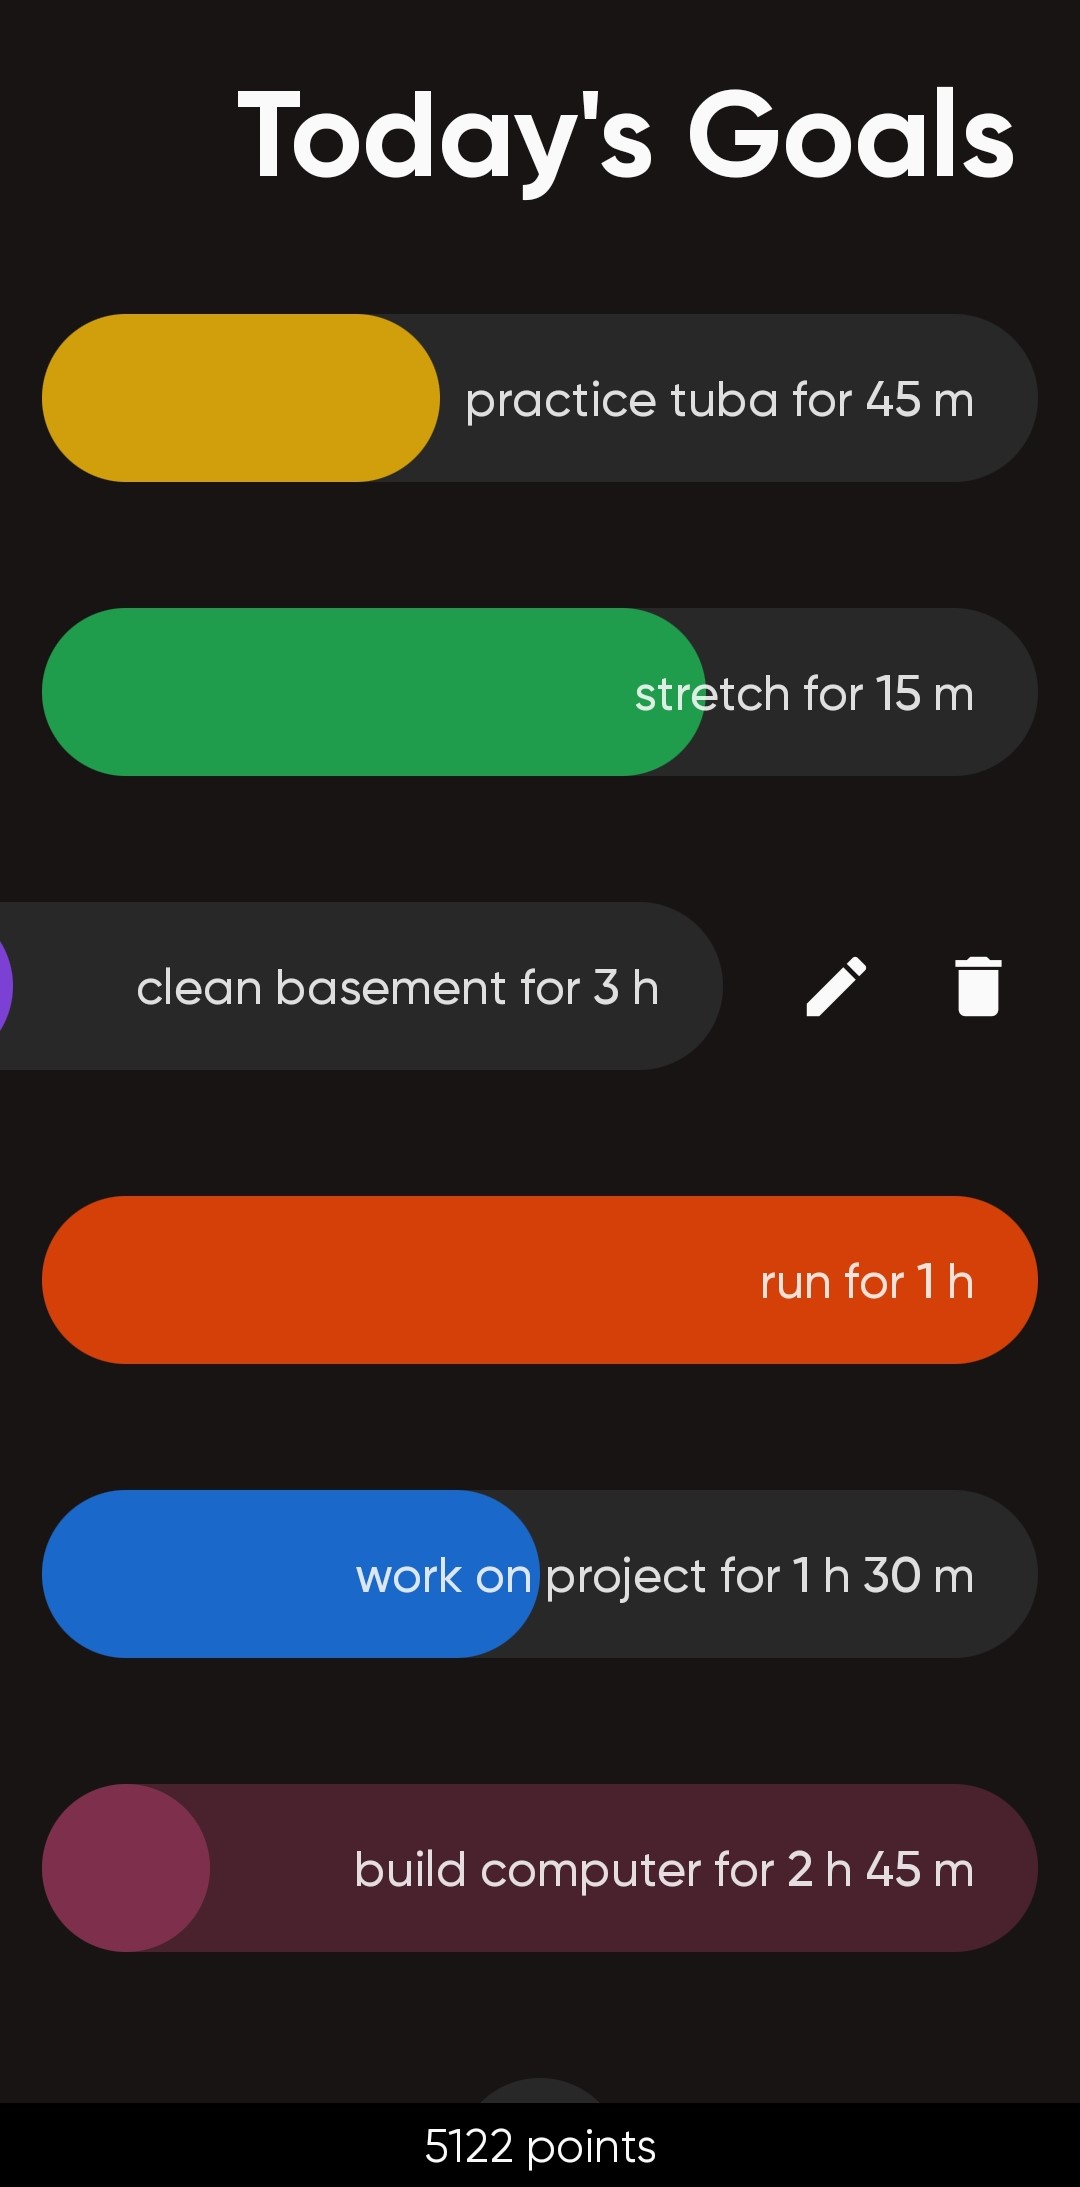 Today's Goals
practice tuba for 45 m
stretch for 15 m
clean basement for 3 h
run for 1 h
work on project for 1 h 30 m
build computer for 2 h 45 m
5122 points